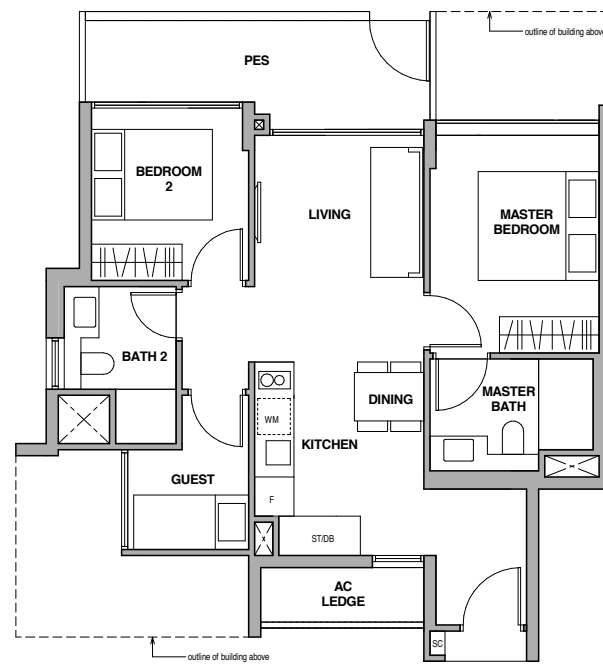 outline of building above
PES
BEDROOM
2
LIVING
MASTER
BEDROOM
BATH 2
DINING
MASTER
BATH
WM
KITCHEN
GUEST
F
ST/DB
AC
LEDGE
SC
outline of building above